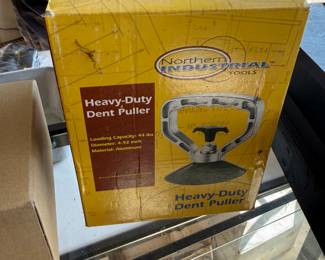 Northern
INDUSTRIAL
TOOLS
Heavy-Duty
Dent Puller
Loading Capacity: 44 lbs
Diameter: 4.92 inch
Material: Aluminum
Heavy-Duty
Dent Puller